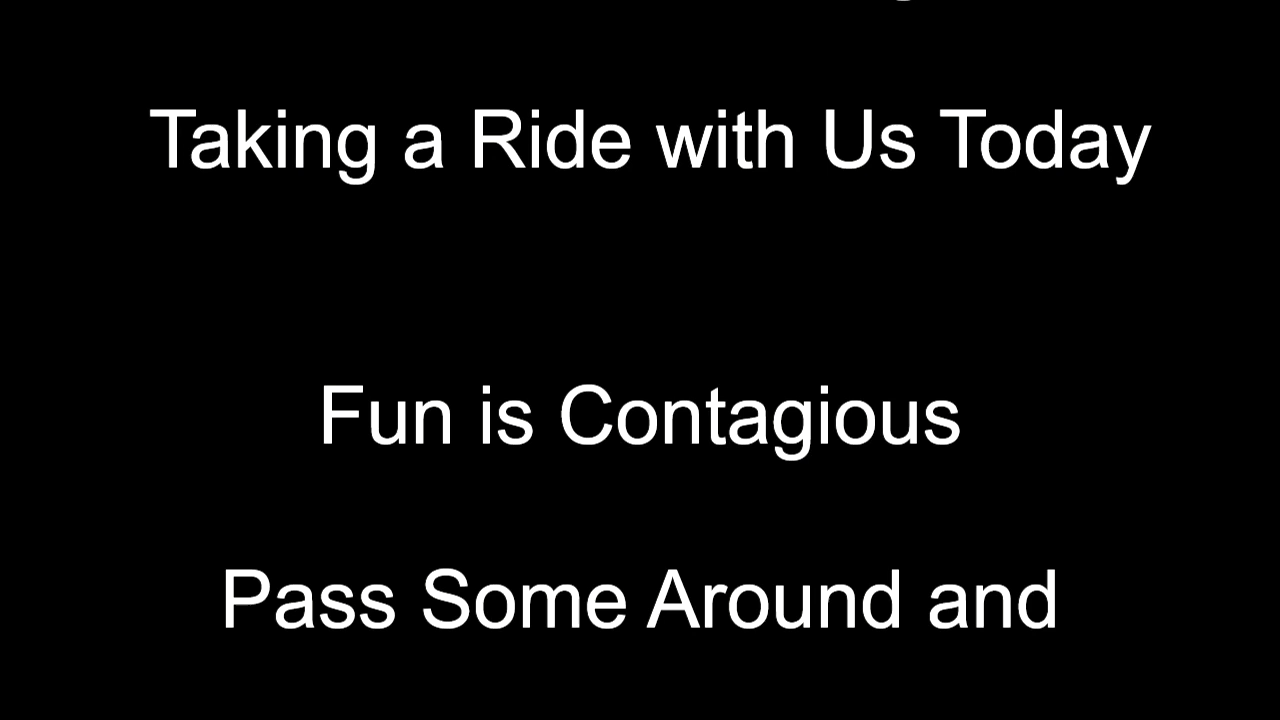 Taking a Ride with Us Today
Fun is Contagious
Pass Some Around and